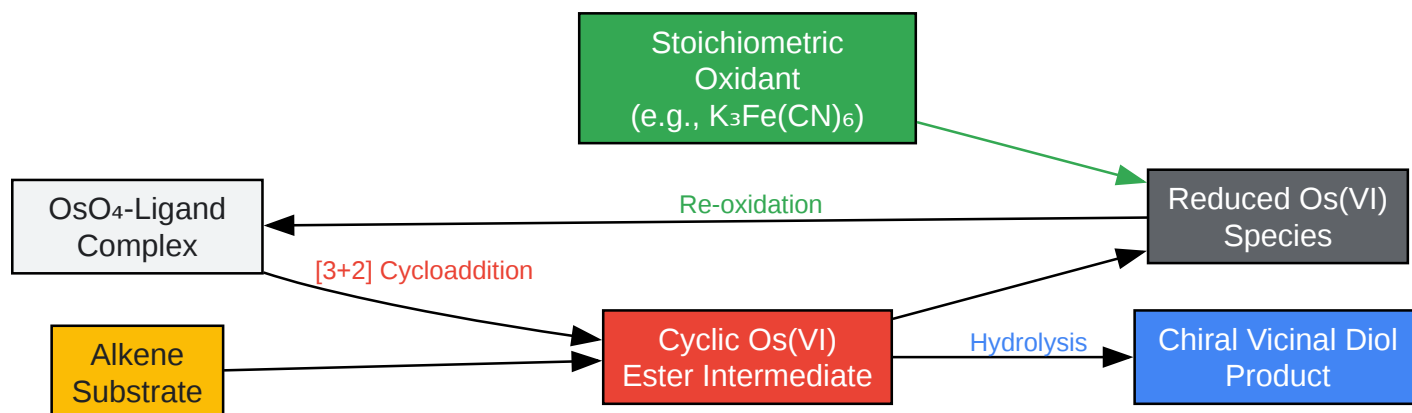 Stoichiometric
Oxidant
(e.g., K₃Fe(CN)₆)
OsO₄-Ligand
Complex
Re-oxidation
Reduced Os(VI)
Species
[3+2] Cycloaddition
Alkene
Substrate
Cyclic Os(VI)
Ester Intermediate
Hydrolysis
Chiral Vicinal Diol
Product